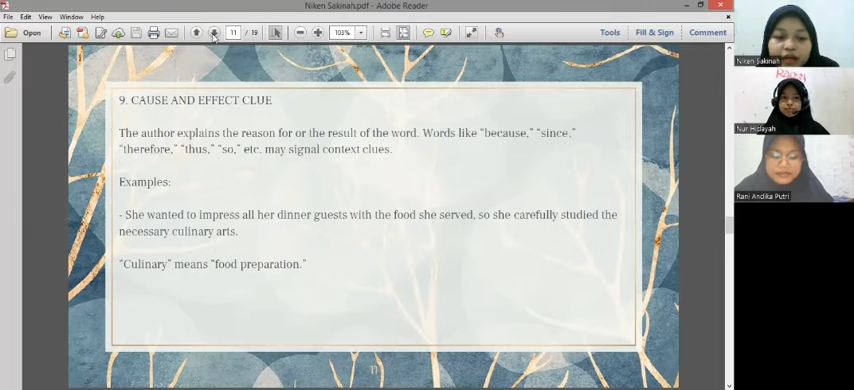 Niken Sakinah.pdf - Adobe Reader
File Edit View Window Help
Open 11 / 19 103% Tools Fill & Sign Comment
9. CAUSE AND EFFECT CLUE
The author explains the reason for or the result of the word. Words like "because," "since,"
"therefore," "thus," "so," etc. may signal context clues.
Examples:
- She wanted to impress all her dinner guests with the food she served, so she carefully studied the
necessary culinary arts.
"Culinary" means "food preparation."
11
Niken Sakinah
Nur Hidayah
Rani Andika Putri